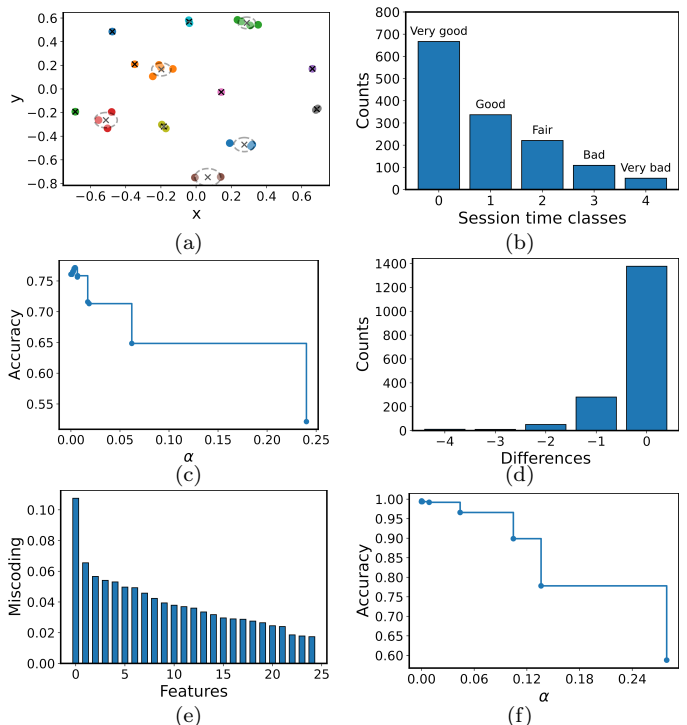 0.6
0.4
0.2
0.0
−0.2
−0.4
−0.6
−0.8
y
−0.6 −0.4 −0.2 0.0 0.2 0.4 0.6
x
(a)
800
700
600
500
400
300
200
100
0
Counts
Very good
Good
Fair
Bad
Very bad
0 1 2 3 4
Session time classes
(b)
0.75
0.70
0.65
0.60
0.55
Accuracy
0.00 0.05 0.10 0.15 0.20 0.25
α
(c)
1400
1200
1000
800
600
400
200
0
Counts
−4 −3 −2 −1 0
Differences
(d)
0.10
0.08
0.06
0.04
0.02
0.00
Miscoding
0 5 10 15 20 25
Features
(e)
1.00
0.95
0.90
0.85
0.80
0.75
0.70
0.65
0.60
Accuracy
0.00 0.06 0.12 0.18 0.24
α
(f)